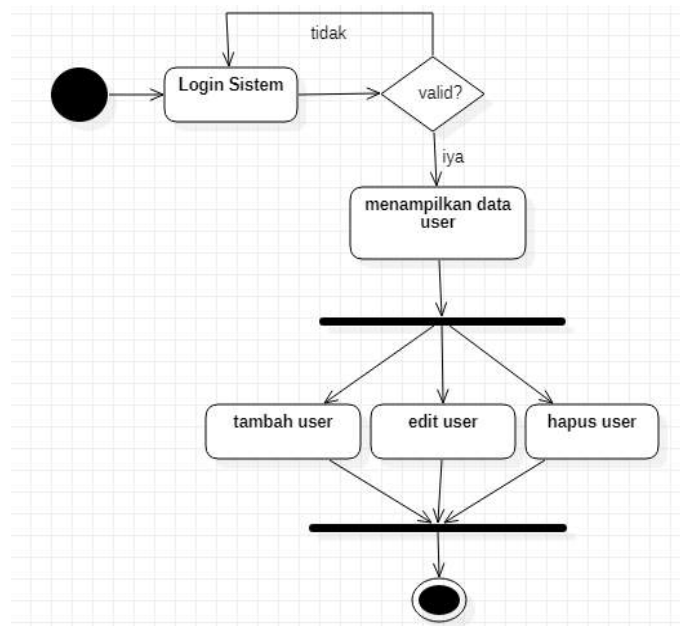 tidak
Login Sistem
valid?
iya
menampilkan data
user
tambah user
edit user
hapus user